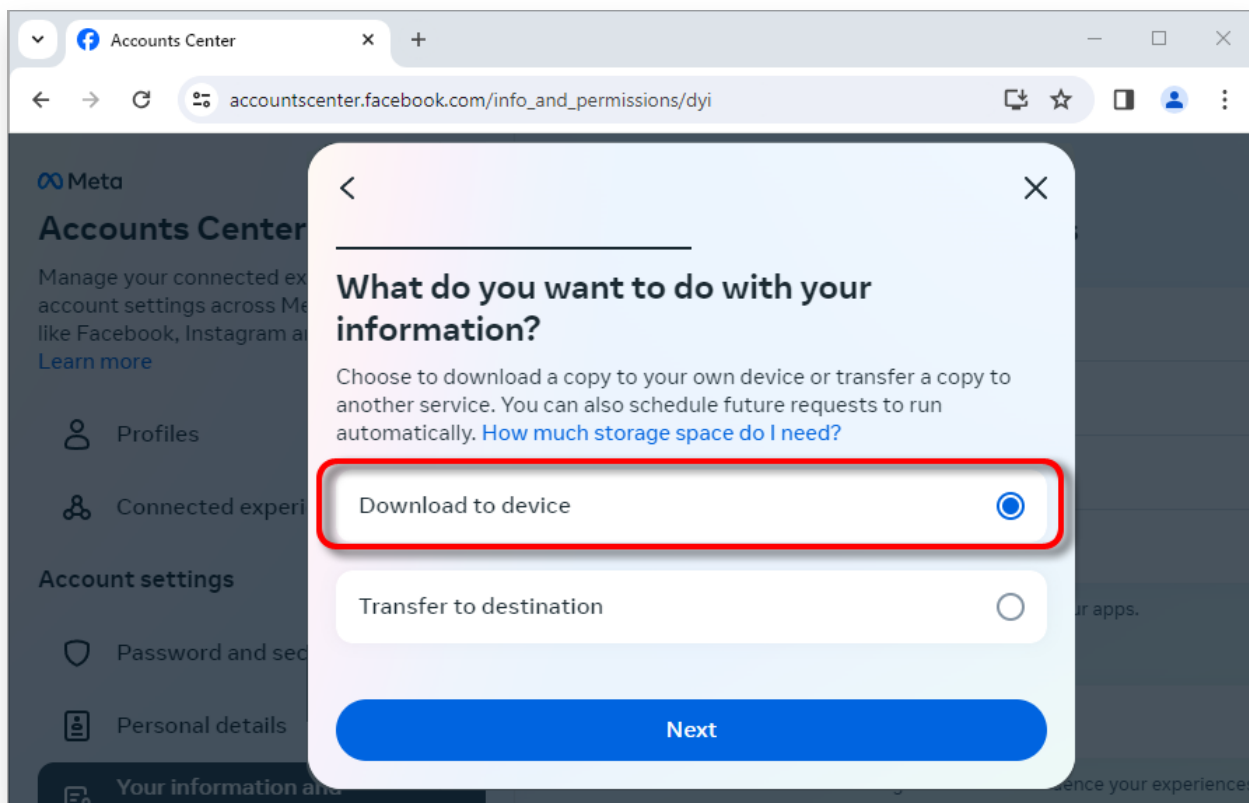 Accounts Center
accountscenter.facebook.com/info_and_permissions/dyi
Meta
Accounts Center
Manage your connected ex
account settings across Me
like Facebook, Instagram a
Learn more
Profiles
Connected experi
Account settings
Password and sec
Personal details
Your information and
What do you want to do with your
information?
Choose to download a copy to your own device or transfer a copy to
another service. You can also schedule future requests to run
automatically. How much storage space do I need?
Download to device
Transfer to destination
Next
ur apps.
ence your experience